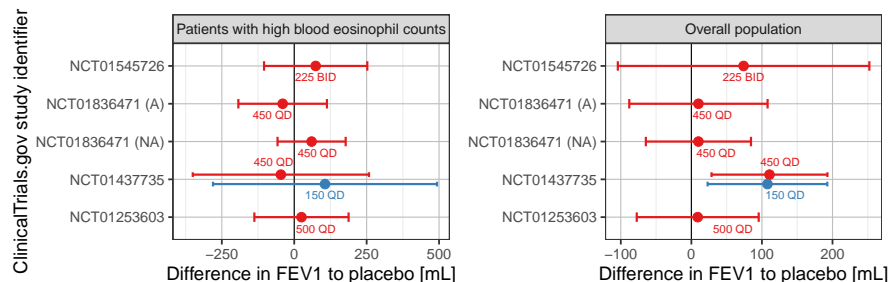 ClinicalTrials.gov study identifier
Patients with high blood eosinophil counts
NCT01545726
NCT01836471 (A)
NCT01836471 (NA)
NCT01437735
NCT01253603
225 BID
450 QD
450 QD
450 QD
150 QD
500 QD
−250
0
250
500
Difference in FEV1 to placebo [mL]
Overall population
NCT01545726
NCT01836471 (A)
NCT01836471 (NA)
NCT01437735
NCT01253603
225 BID
450 QD
450 QD
450 QD
150 QD
500 QD
−100
0
100
200
Difference in FEV1 to placebo [mL]